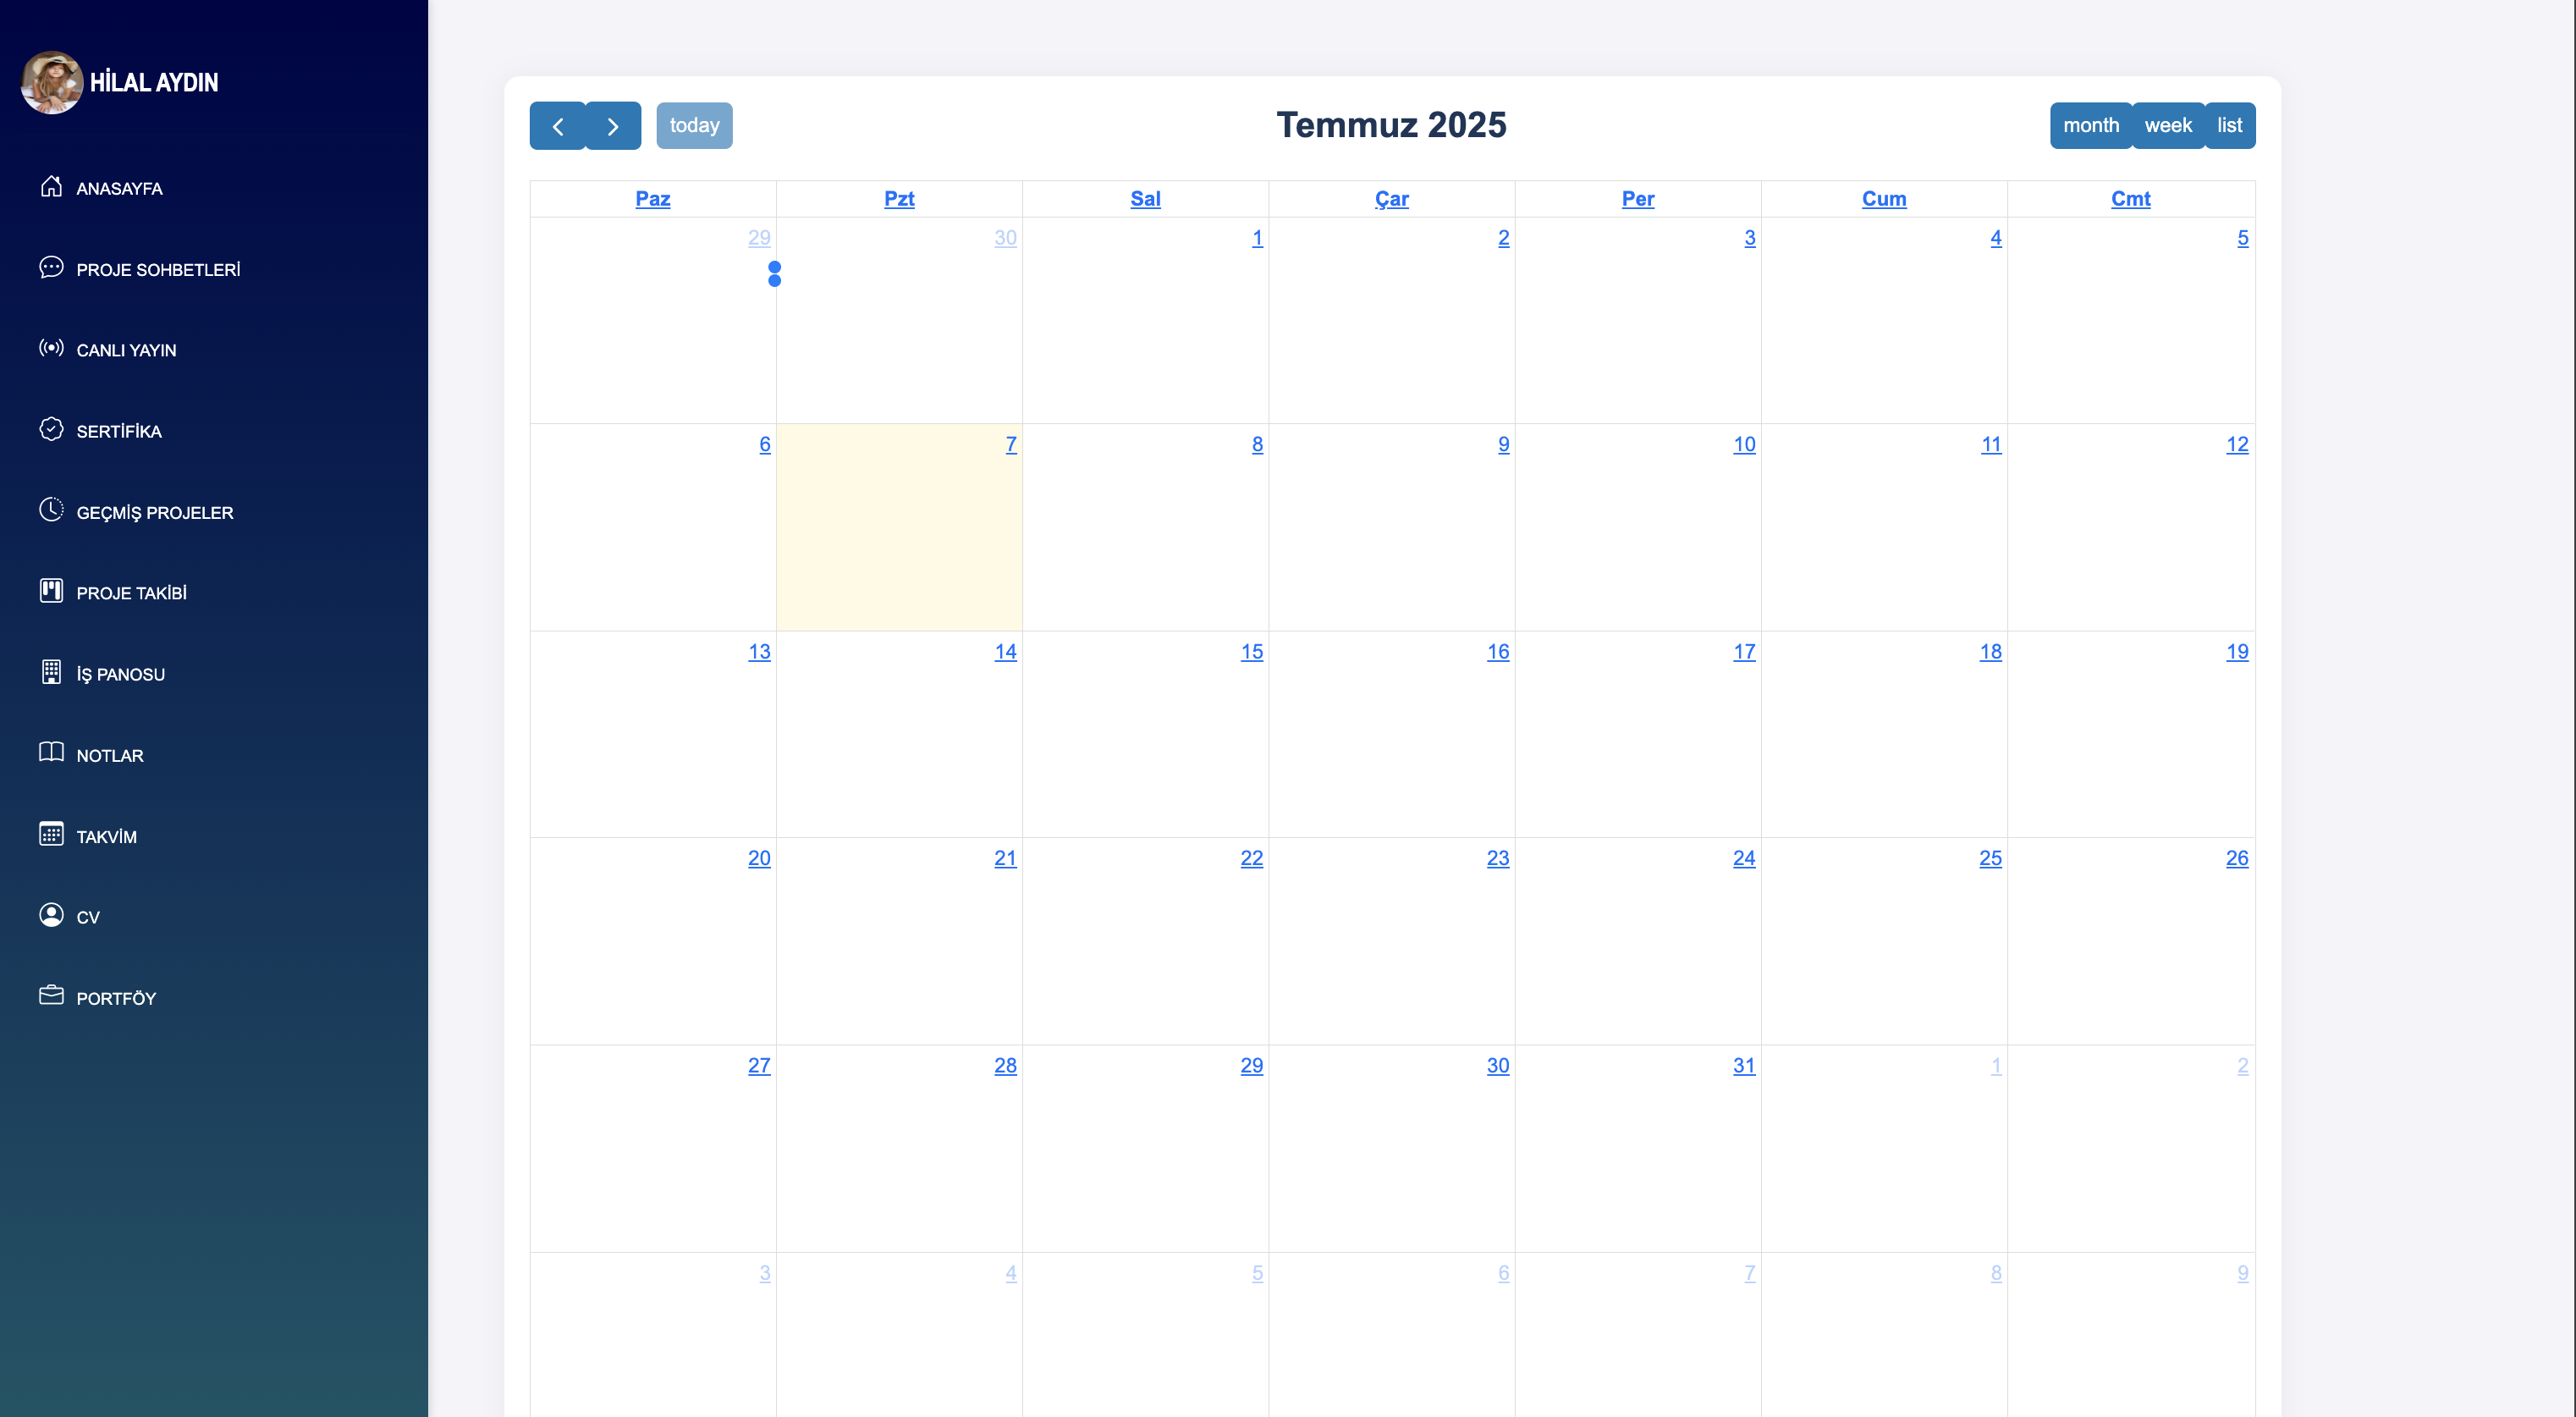 HİLAL AYDIN
ANASAYFA
PROJE SOHBETLERİ
CANLI YAYIN
SERTİFİKA
GEÇMİŞ PROJELER
PROJE TAKİBİ
İŞ PANOSU
NOTLAR
TAKVİM
CV
PORTFÖY
today
Temmuz 2025
month week list
Paz Pzt Sal Çar Per Cum Cmt
29 30 1 2 3 4 5
6 7 8 9 10 11 12
13 14 15 16 17 18 19
20 21 22 23 24 25 26
27 28 29 30 31 1 2
3 4 5 6 7 8 9